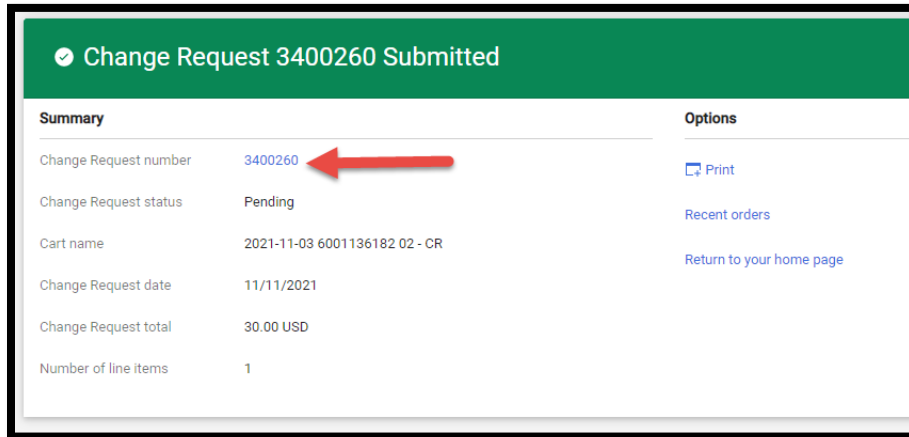 Change Request 3400260 Submitted
Summary
Change Request number 3400260
Change Request status Pending
Cart name 2021-11-03 6001136182 02 - CR
Change Request date 11/11/2021
Change Request total 30.00 USD
Number of line items 1
Options
Print
Recent orders
Return to your home page